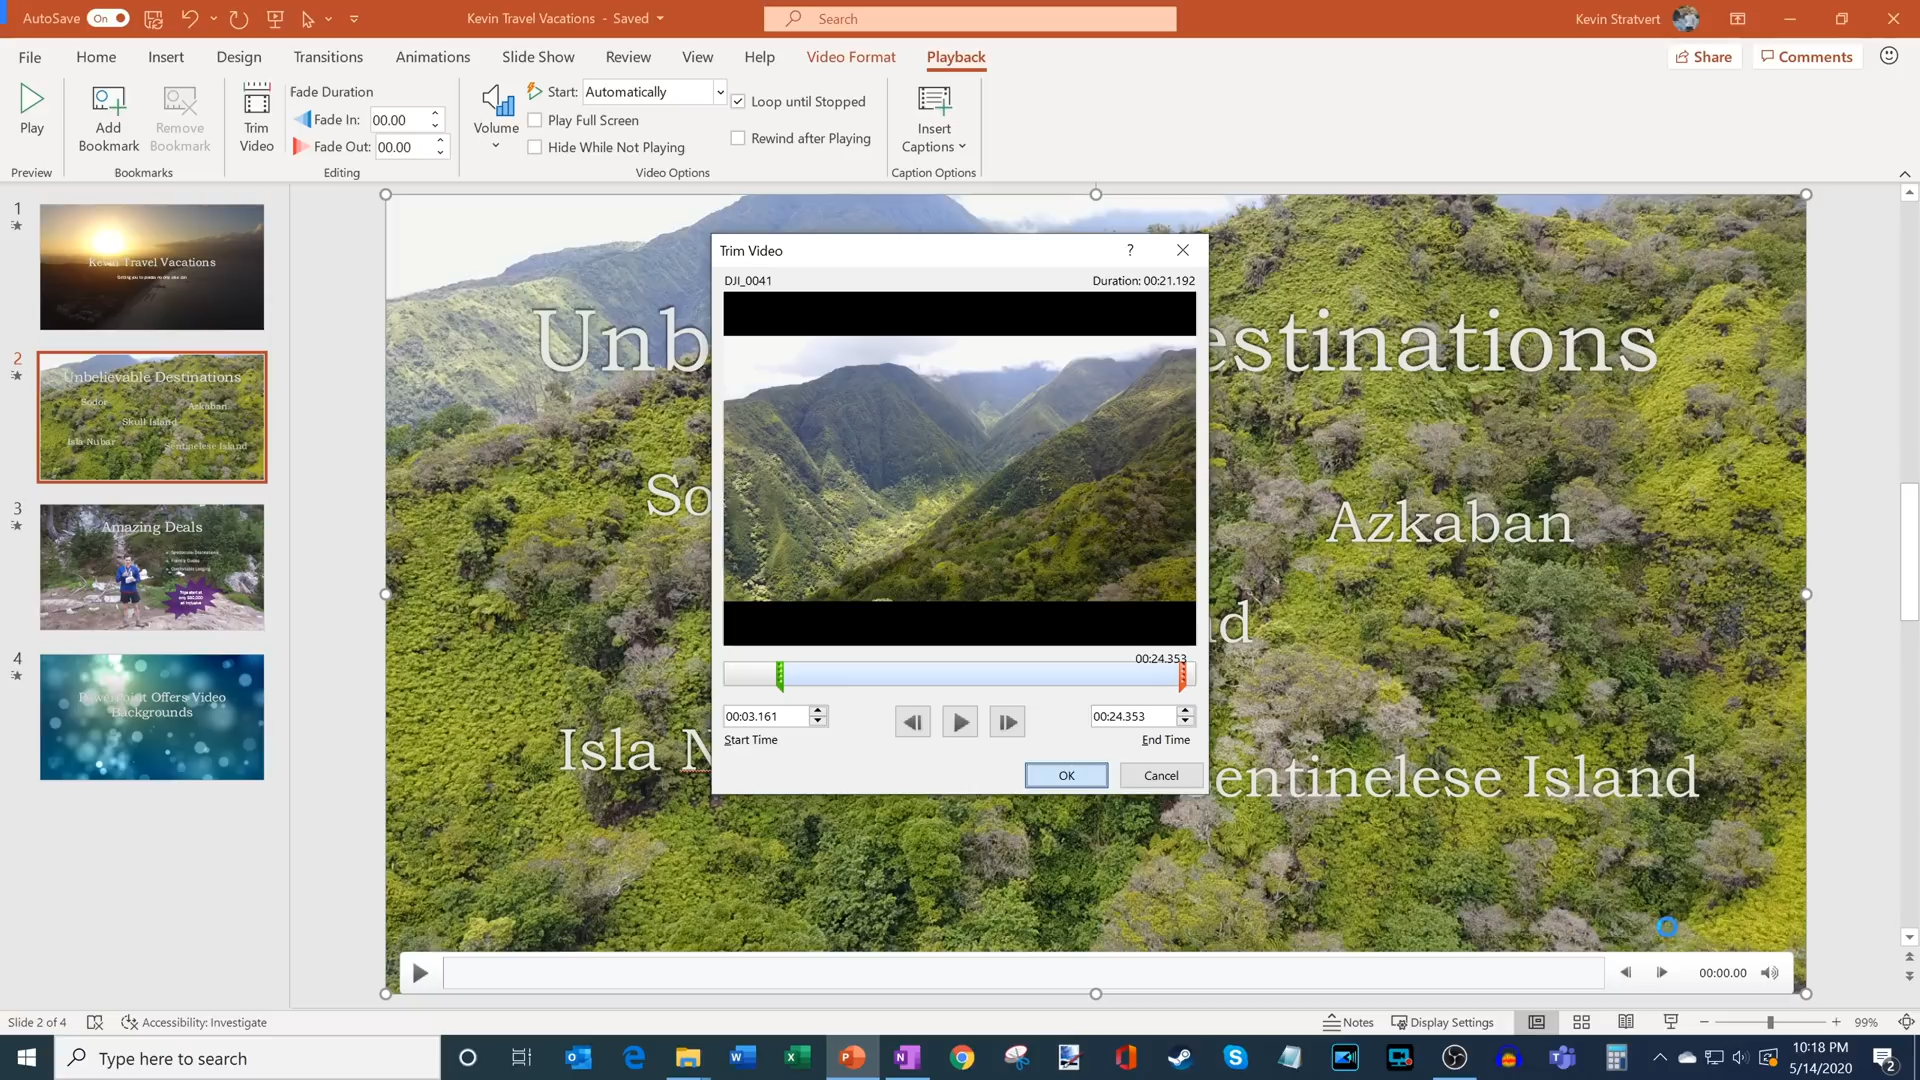 AutoSave On
Kevin Travel Vacations - Saved
Search
Kevin Stratvert
File Home Insert Design Transitions Animations Slide Show Review View Help Video Format Playback
Share Comments
Play
Add Bookmark
Remove Bookmark
Trim Video
Fade Duration
Fade In: 00.00
Fade Out: 00.00
Volume
Start: Automatically
Play Full Screen
Hide While Not Playing
Loop until Stopped
Rewind after Playing
Insert Captions
Preview Bookmarks Editing Video Options Caption Options
1
Kevin Travel Vacations
2
Unbelievable Destinations
Sodor
Azkaban
Skull Island
Isla Nubar
Sentinelese Island
3
Amazing Deals
4
PowerPoint Offers Video
Backgrounds
Unb
estinations
So
Azkaban
d
Isla N
entinelese Island
Trim Video ?
DJI_0041 Duration: 00:21.192
00:24.353
00:03.161
00:24.353
Start Time End Time
OK Cancel
00:00.00
Slide 2 of 4 Accessibility: Investigate
Notes Display Settings 99%
Type here to search
10:18 PM
5/14/2020
2